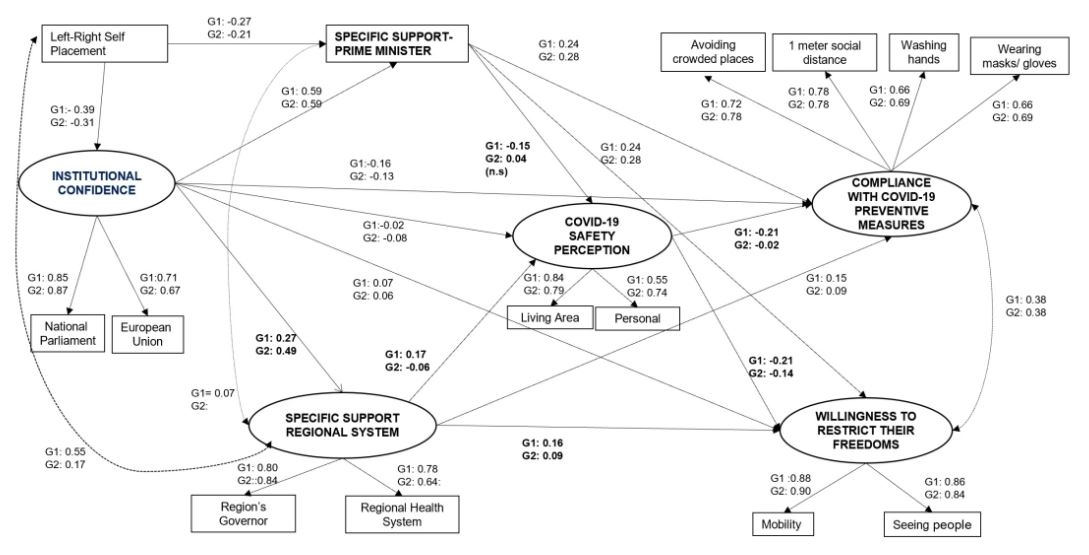 G1: -0.27
G2: -0.21
Left-Right Self
Placement
SPECIFIC SUPPORT-
PRIME MINISTER
G1: 0.24
G2: 0.28
Avoiding
crowded places
1 meter social
distance
Washing
hands
Wearing
masks/ gloves
G1:- 0.39
G2: -0.31
G1: 0.59
G2: 0.59
G1: 0.72
G2: 0.78
G1: 0.78
G2: 0.78
G1: 0.66
G2: 0.69
G1: 0.66
G2: 0.69
INSTITUTIONAL
CONFIDENCE
G1:-0.16
G2: -0.13
G1: -0.15
G2: 0.04
(n.s)
G1: 0.24
G2: 0.28
COMPLIANCE
WITH COVID-19
PREVENTIVE
MEASURES
G1:-0.02
G2: -0.08
COVID-19
SAFETY
PERCEPTION
G1: -0.21
G2: -0.02
G1: 0.85
G2: 0.87
G1:0.71
G2: 0.67
G1: 0.07
G2: 0.06
G1: 0.84
G2: 0.79
G1: 0.55
G2: 0.74
G1: 0.15
G2: 0.09
G1: 0.38
G2: 0.38
National
Parliament
European
Union
Living Area
Personal
G1: 0.27
G2: 0.49
G1: 0.17
G2: -0.06
G1: -0.21
G2: -0.14
G1= 0.07
G2:
SPECIFIC SUPPORT
REGIONAL SYSTEM
G1: 0.16
G2: 0.09
WILLINGNESS TO
RESTRICT THEIR
FREEDOMS
G1: 0.55
G2: 0.17
G1: 0.80
G2::0.84
G1: 0.78
G2: 0.64:
G1 :0.88
G2: 0.90
G1: 0.86
G2: 0.84
Region's
Governor
Regional Health
System
Mobility
Seeing people